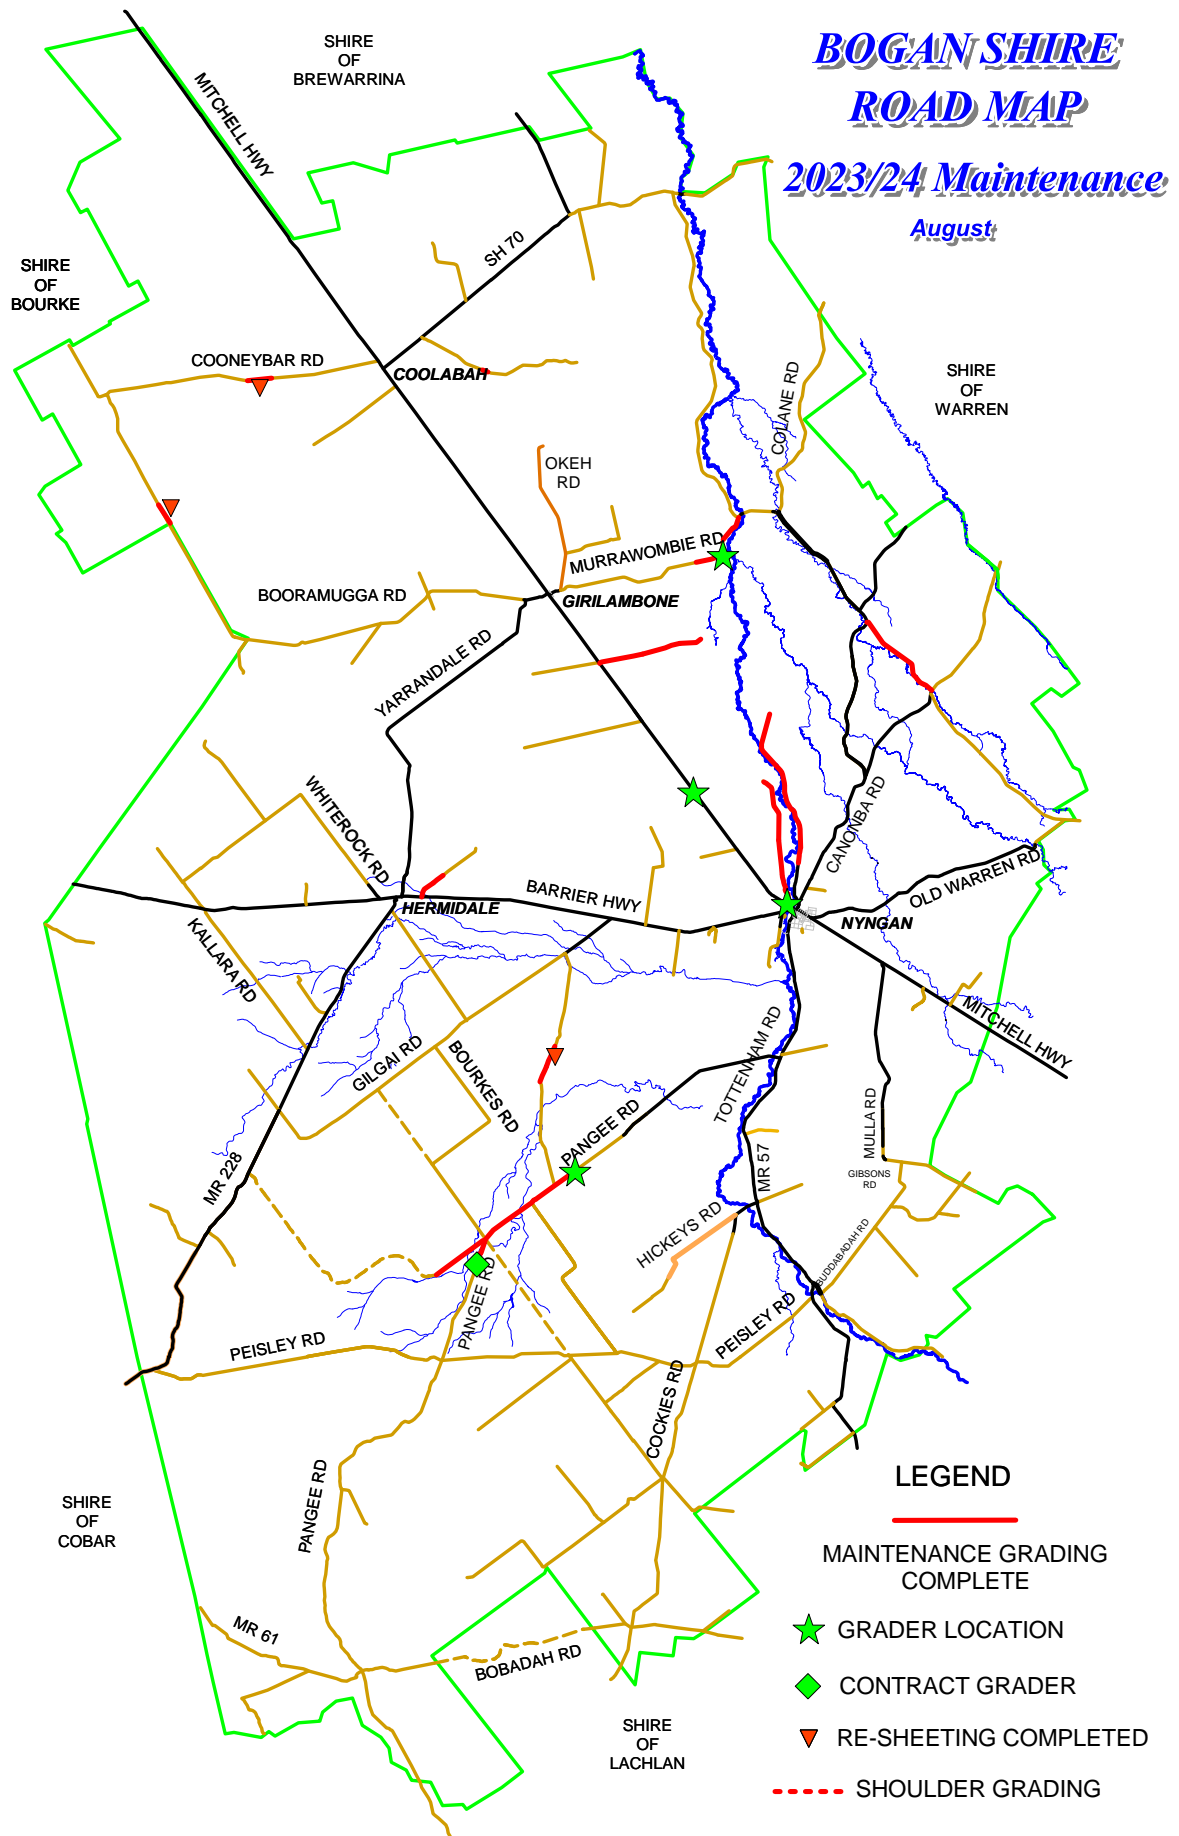 BOGAN SHIRE
ROAD MAP
2023/24 Maintenance
August
SHIRE
OF
BREWARRINA
MITCHELL HWY
SH 70
SHIRE
OF
BOURKE
COONEYBAR RD
COOLABAH
SHIRE
OF
WARREN
COLANE RD
OKEH
RD
MURRAWOMBIE RD
BOORAMUGGA RD
GIRILAMBONE
YARRANDALE RD
WHITEROCK RD
CANONBA RD
OLD WARREN RD
BARRIER HWY
HERMIDALE
NYNGAN
KALLARA RD
MITCHELL HWY
TOTTENHAM RD
GILGAI RD
BOURKES RD
PANGEE RD
MULLA RD
MR 57
GIBSONS
RD
MR 228
HICKEYS RD
BUDDABADAH RD
PANGEE RD
PEISLEY RD
PEISLEY RD
COCKIES RD
PANGEE RD
SHIRE
OF
COBAR
MR 61
BOBADAH RD
SHIRE
OF
LACHLAN
LEGEND
MAINTENANCE GRADING
COMPLETE
GRADER LOCATION
CONTRACT GRADER
RE-SHEETING COMPLETED
SHOULDER GRADING